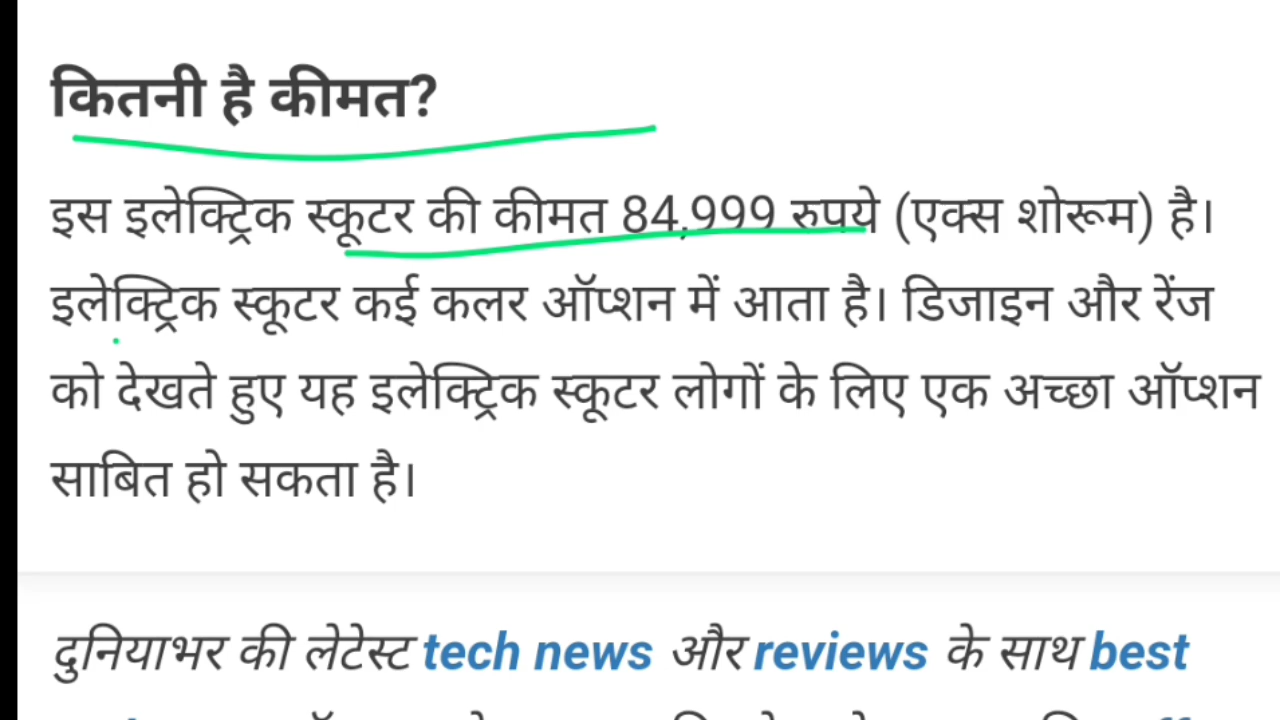 कितनी है कीमत?
इस इलेक्ट्रिक स्कूटर की कीमत 84,999 रुपये (एक्स शोरूम) है।
इलेक्ट्रिक स्कूटर कई कलर ऑप्शन में आता है। डिजाइन और रेंज
को देखते हुए यह इलेक्ट्रिक स्कूटर लोगों के लिए एक अच्छा ऑप्शन
साबित हो सकता है।
दुनियाभर की लेटेस्ट tech news और reviews के साथ best